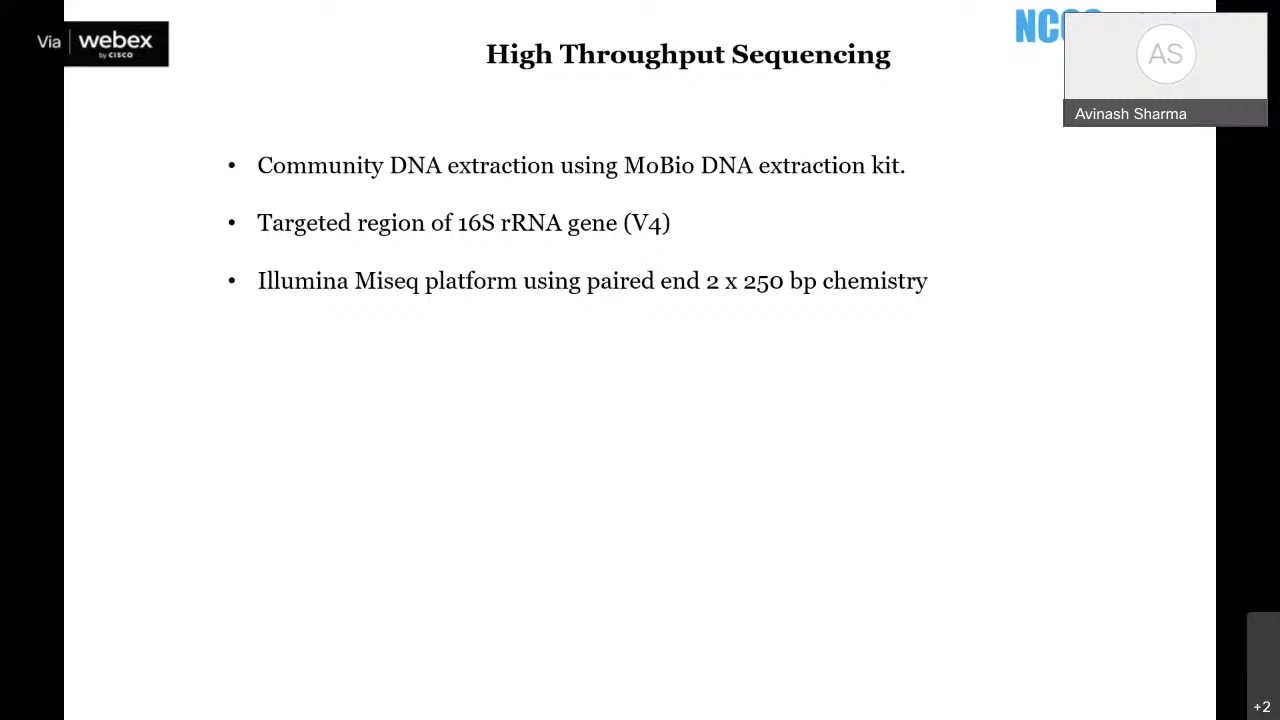 Via webex
by CISCO
High Throughput Sequencing
AS
Avinash Sharma
• Community DNA extraction using MoBio DNA extraction kit.
• Targeted region of 16S rRNA gene (V4)
• Illumina Miseq platform using paired end 2 x 250 bp chemistry
+2